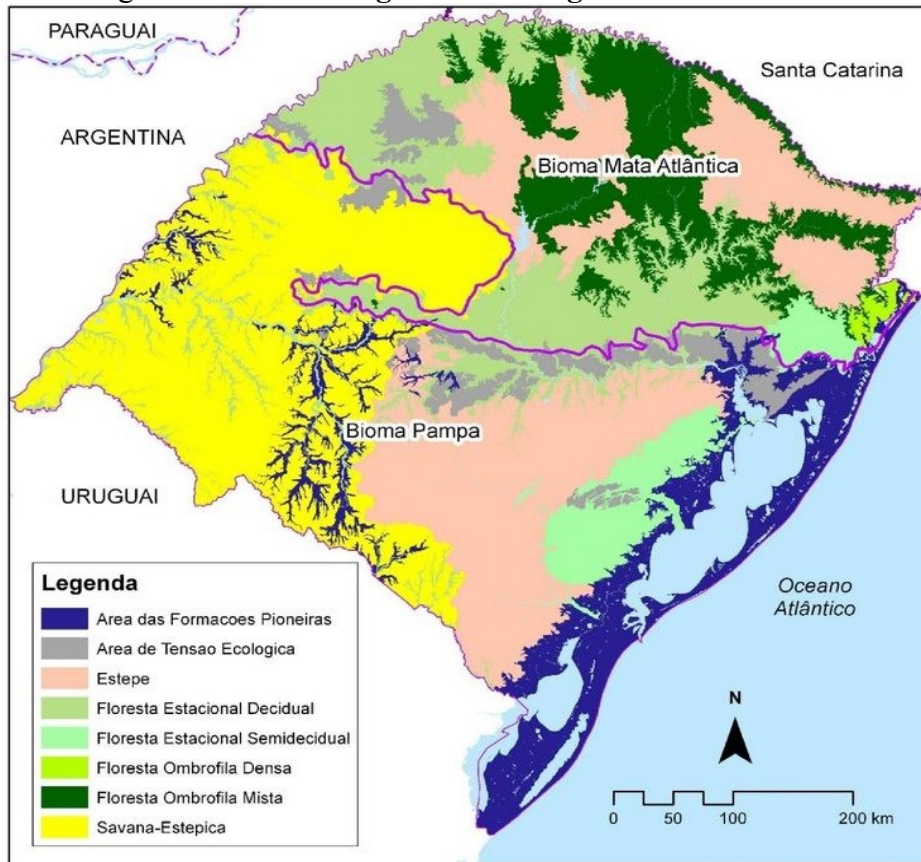 PARAGUAI
Santa Catarina
ARGENTINA
Bioma Mata Atlântica
Bioma Pampa
URUGUAI
Oceano
Atlântico
Legenda
Area das Formacoes Pioneiras
Area de Tensao Ecologica
Estepe
Floresta Estacional Decidual
Floresta Estacional Semidecidual
Floresta Ombrofila Densa
Floresta Ombrofila Mista
Savana-Estepica
N
0 50 100 200 km